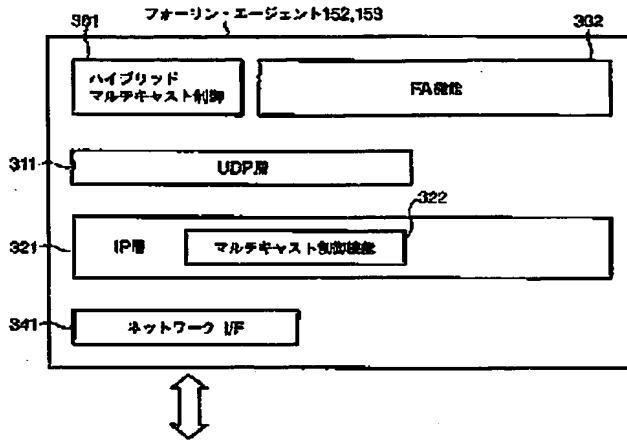 フォーリン・エージェント152,153
301
302
ハイブリッド
マルチキャスト制御
FA機能
311
UDP層
322
321
IP層
マルチキャスト制御機能
341
ネットワーク I/F